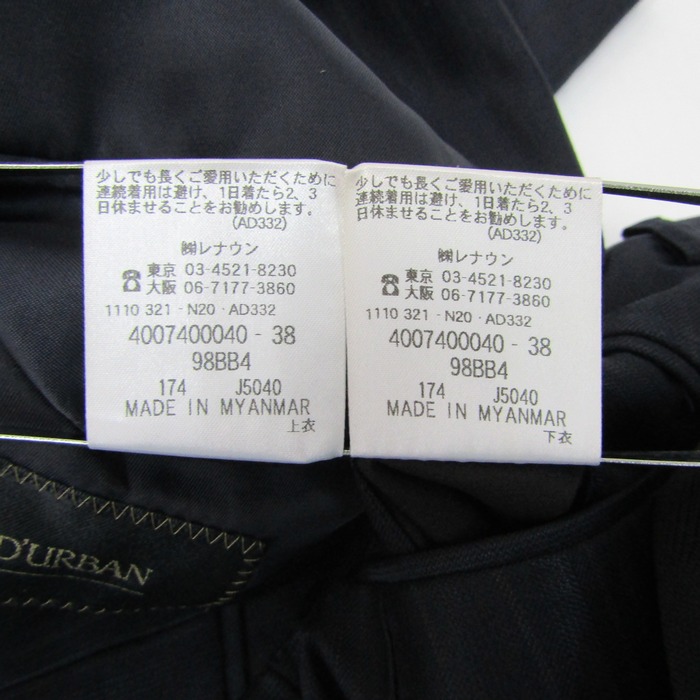 少しでも長くご愛用いただくために
連続着用は避け、1日着たら2、3
日休ませることをお勧めします。
(AD332)
㈱レナウン
☎ 東京 03-4521-8230
大阪 06-7177-3860
1110 321 - N20 · AD332
4007400040 - 38
98BB4
174 J5040
MADE IN MYANMAR
上衣
少しでも長くご愛用いただくために
連続着用は避け、1日着たら2、3
日休ませることをお勧めします。
(AD332)
㈱レナウン
☎ 東京 03-4521-8230
大阪 06-7177-3860
1110 321 - N20 · AD332
4007400040 - 38
98BB4
174 J5040
MADE IN MYANMAR
下衣
D'URBAN